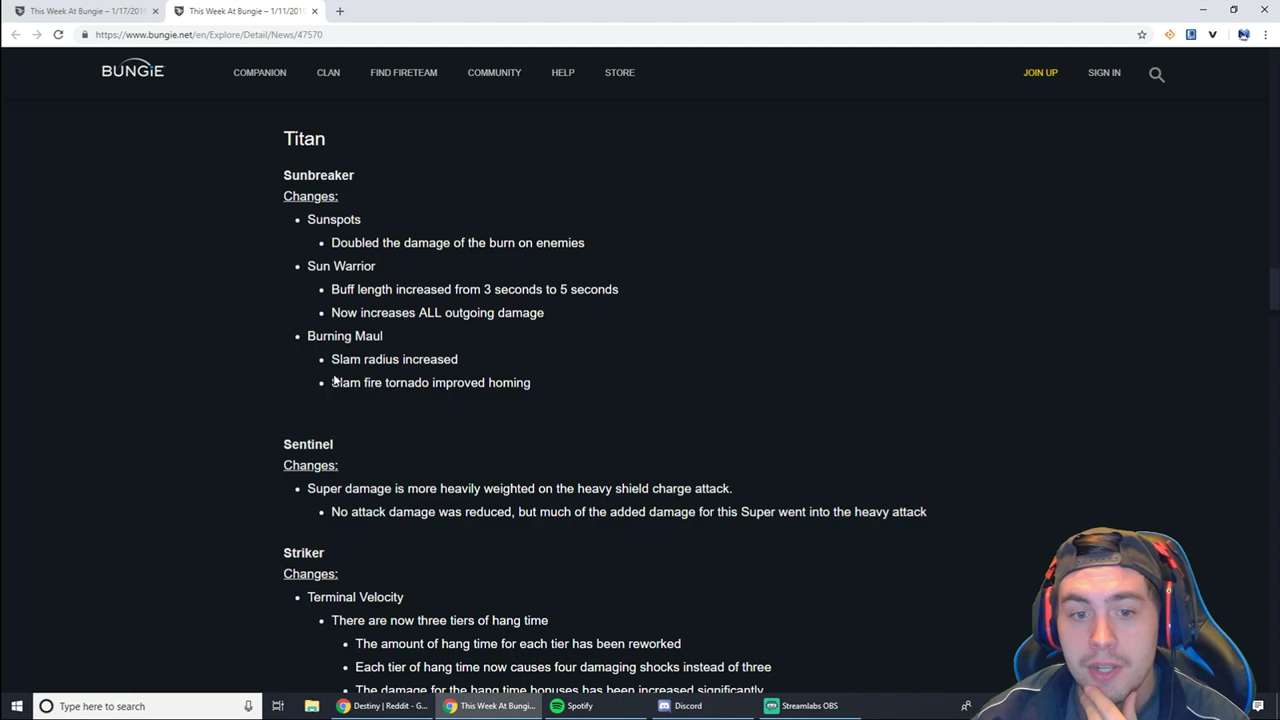 This Week At Bungie – 1/17/201
This Week At Bungie – 1/11/2019
https://www.bungie.net/en/Explore/Detail/News/47570
BUNGiE
COMPANION CLAN FIND FIRETEAM COMMUNITY HELP STORE
JOIN UP SIGN IN
Titan
Sunbreaker
Changes:
• Sunspots
• Doubled the damage of the burn on enemies
• Sun Warrior
• Buff length increased from 3 seconds to 5 seconds
• Now increases ALL outgoing damage
• Burning Maul
• Slam radius increased
• Slam fire tornado improved homing
Sentinel
Changes:
• Super damage is more heavily weighted on the heavy shield charge attack.
• No attack damage was reduced, but much of the added damage for this Super went into the heavy attack
Striker
Changes:
• Terminal Velocity
• There are now three tiers of hang time
• The amount of hang time for each tier has been reworked
• Each tier of hang time now causes four damaging shocks instead of three
• The damage for the hang time bonuses has been increased significantly
Type here to search
Destiny | Reddit - G...
This Week At Bungi...
Spotify
Discord
Streamlabs OBS